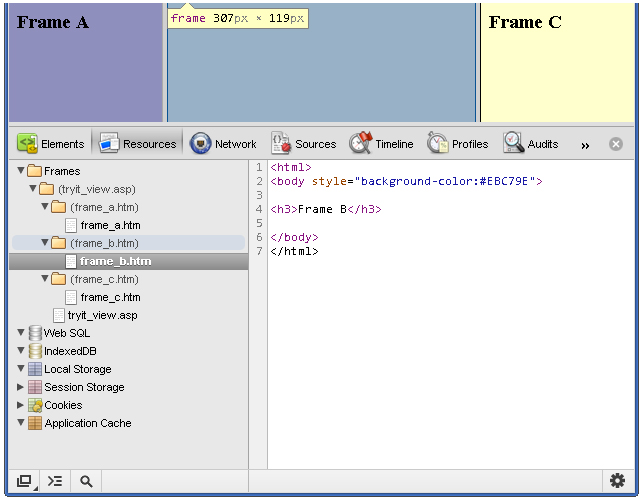 Frame A
frame 307px × 119px
Frame C
Elements Resources Network Sources Timeline Profiles Audits »
Frames
(tryit_view.asp)
(frame_a.htm)
frame_a.htm
(frame_b.htm)
frame_b.htm
(frame_c.htm)
frame_c.htm
tryit_view.asp
Web SQL
IndexedDB
Local Storage
Session Storage
Cookies
Application Cache
1 <html>
2 <body style="background-color:#EBC79E">
3
4 <h3>Frame B</h3>
5
6 </body>
7 </html>